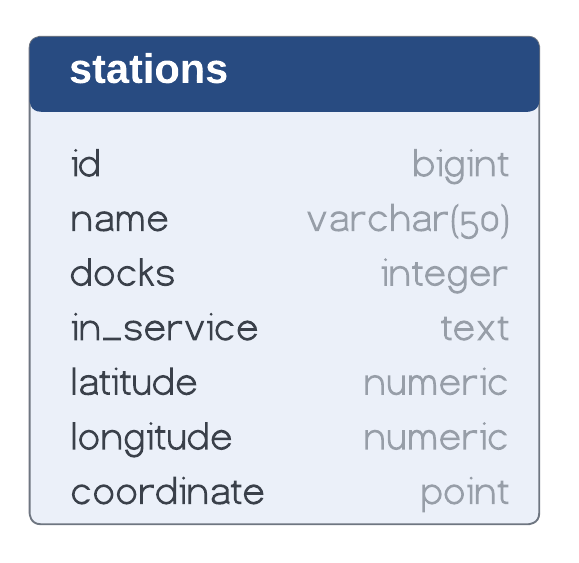 stations
id bigint
name varchar(50)
docks integer
in_service text
latitude numeric
longitude numeric
coordinate point